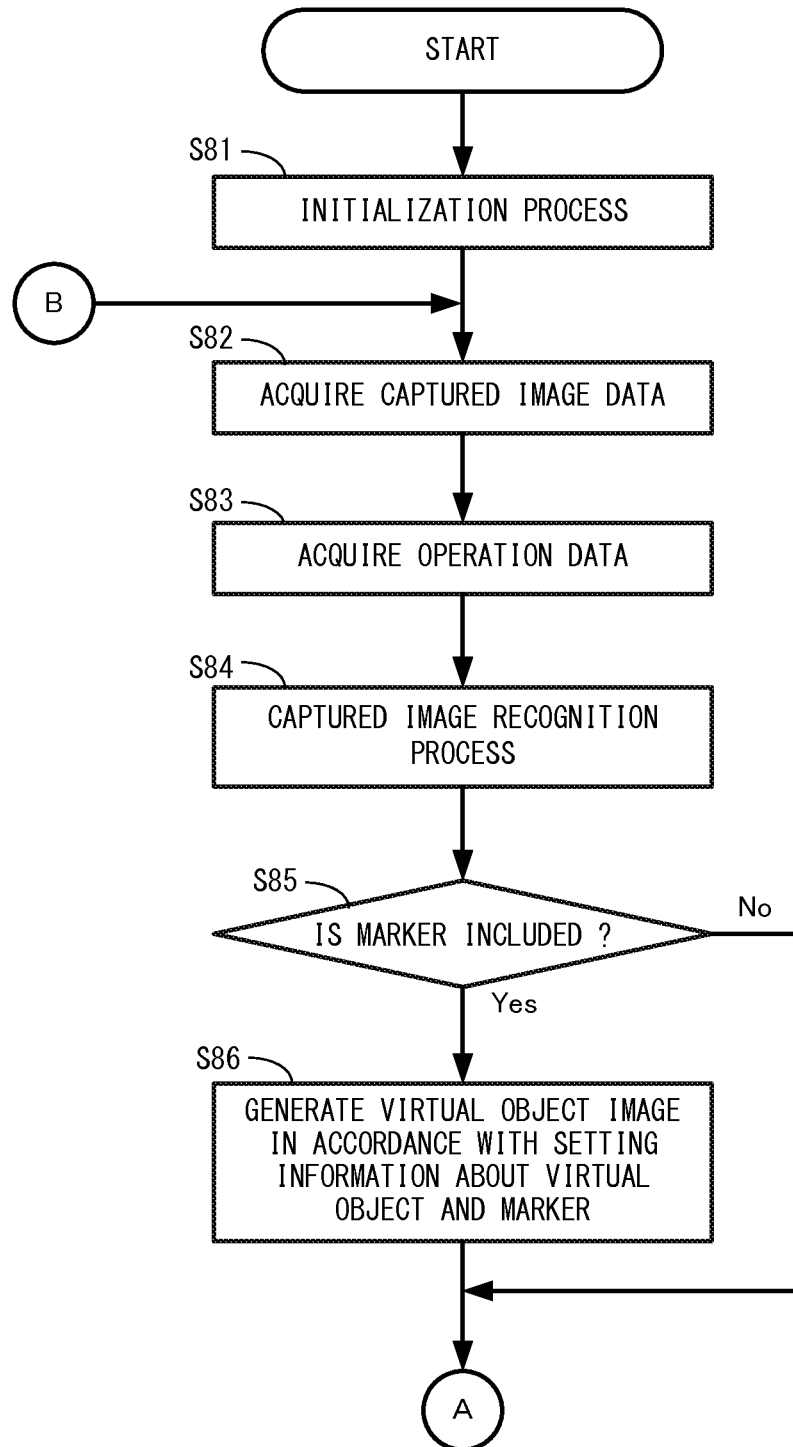 START
S81
INITIALIZATION PROCESS
B
S82
ACQUIRE CAPTURED IMAGE DATA
S83
ACQUIRE OPERATION DATA
S84
CAPTURED IMAGE RECOGNITION
PROCESS
S85
IS MARKER INCLUDED ?
No
Yes
S86
GENERATE VIRTUAL OBJECT IMAGE
IN ACCORDANCE WITH SETTING
INFORMATION ABOUT VIRTUAL
OBJECT AND MARKER
A